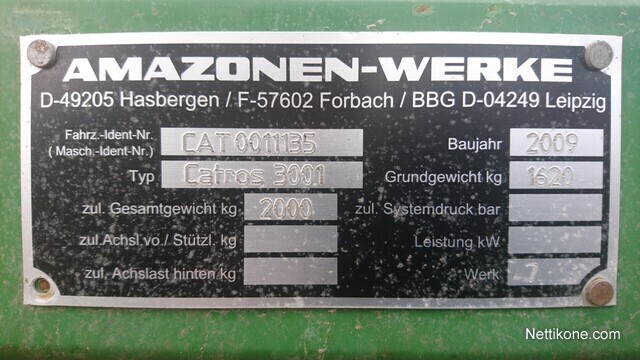 AMAZONEN-WERKE
D-49205 Hasbergen / F-57602 Forbach / BBG D-04249 Leipzig
Fahrz.-Ident-Nr. CAT0011135 Baujahr 2009
( Masch.-Ident-Nr.)
Typ Catros 3001 Grundgewicht kg 1620
zul. Gesamtgewicht kg 2000 zul. Systemdruck bar
zul.Achsl.vo./ Stützl. kg Leistung kW
zul. Achslast hinten kg Werk 7
Nettikone.com